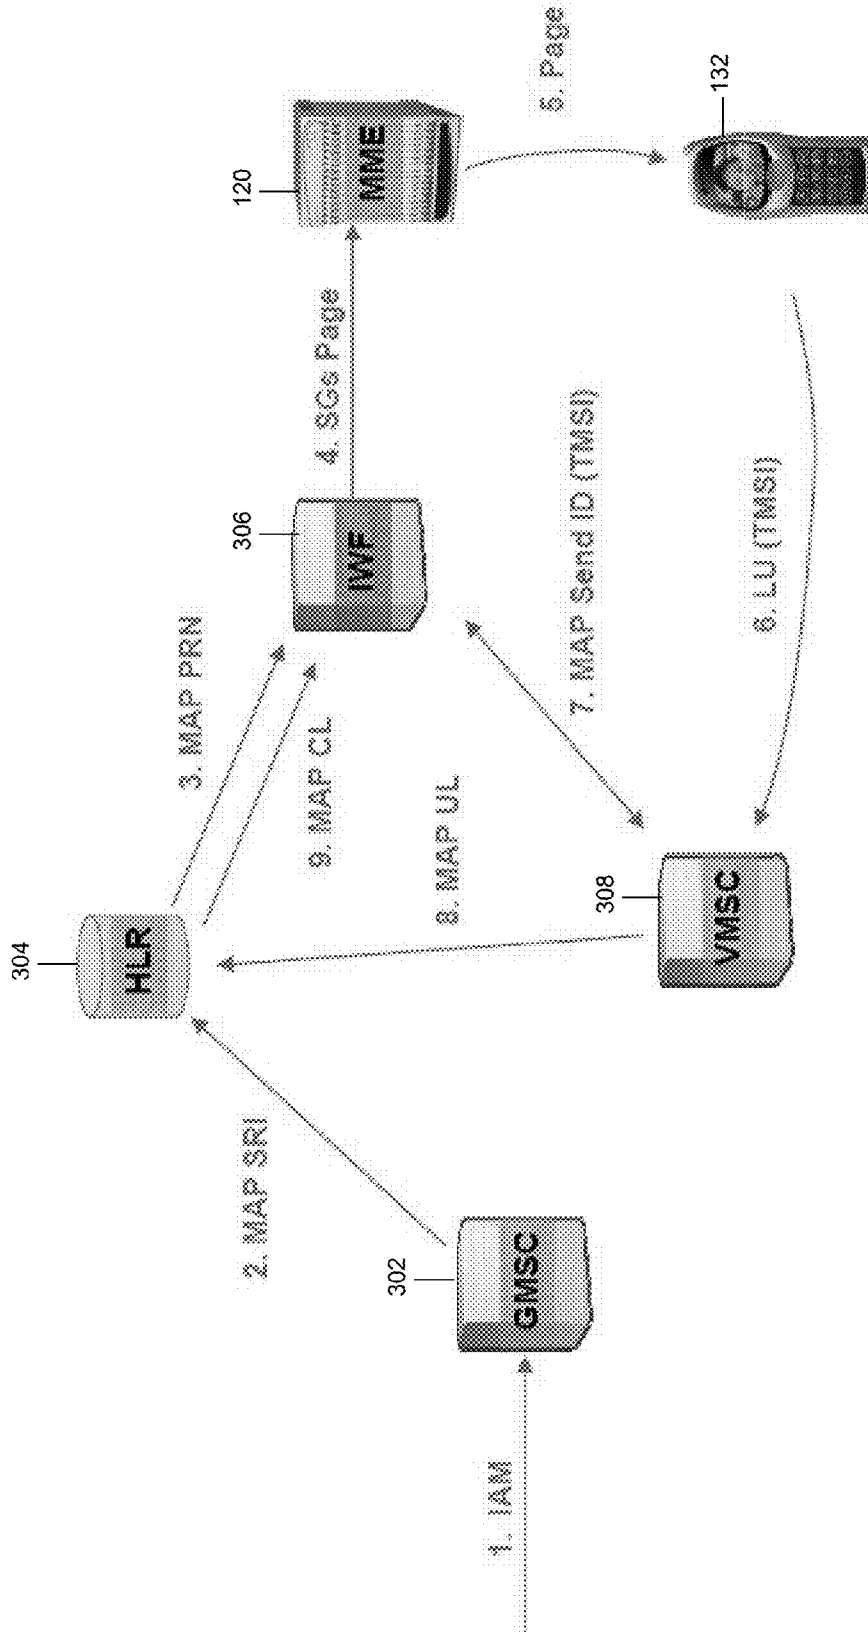 1. IAM
302
GMSC
2. MAP SRI
304
HLR
3. MAP PRN
9. MAP CL
8. MAP UL
308
VMSC
306
IWF
4. SGs Page
7. MAP Send ID (TMSI)
6. LU (TMSI)
120
MME
5. Page
132